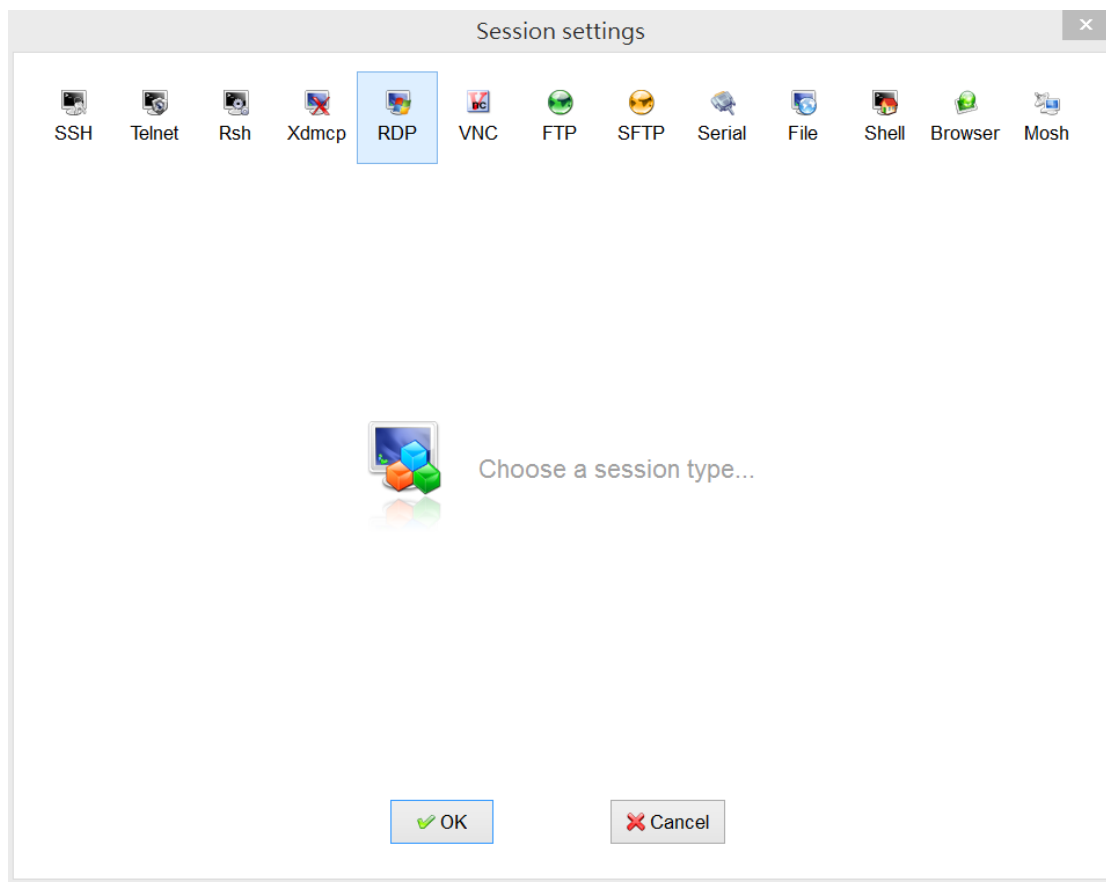 Session settings
SSH Telnet Rsh Xdmcp RDP VNC FTP SFTP Serial File Shell Browser Mosh
Choose a session type...
OK Cancel